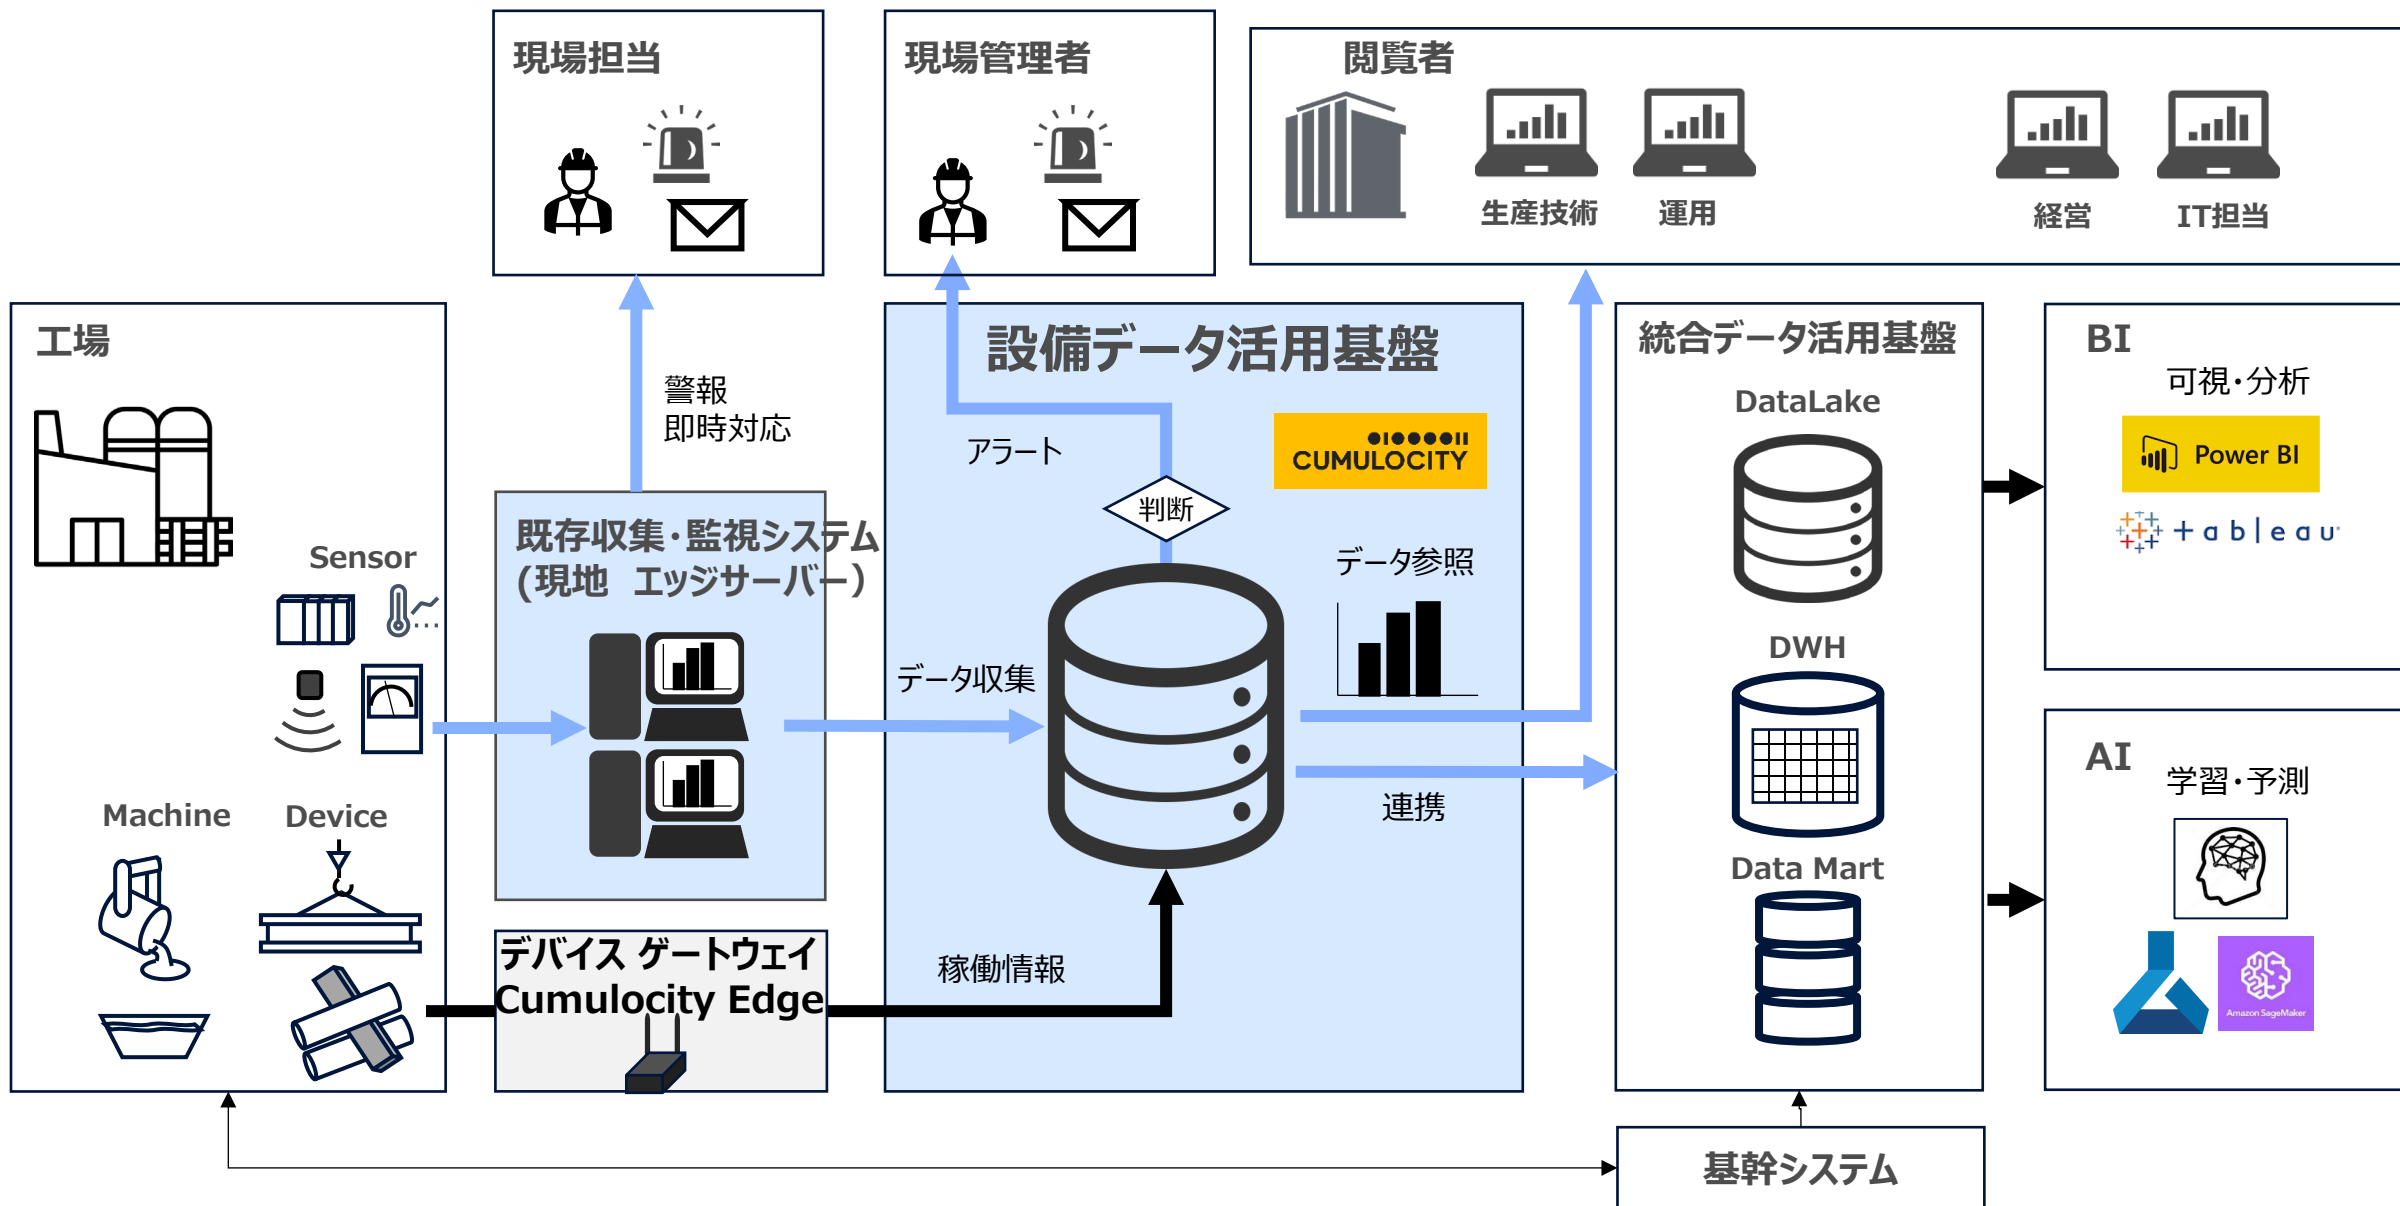 現場担当
現場管理者
閲覧者
生産技術
運用
経営
IT担当
工場
Sensor
Machine
Device
警報
即時対応
既存収集・監視システム
(現地　エッジサーバー）
デバイス ゲートウェイ
Cumulocity Edge
設備データ活用基盤
アラート
CUMULOCITY
判断
データ参照
データ収集
連携
稼働情報
統合データ活用基盤
DataLake
DWH
Data Mart
BI
可視・分析
Power BI
+ableau
AI
学習・予測
Amazon SageMaker
基幹システム